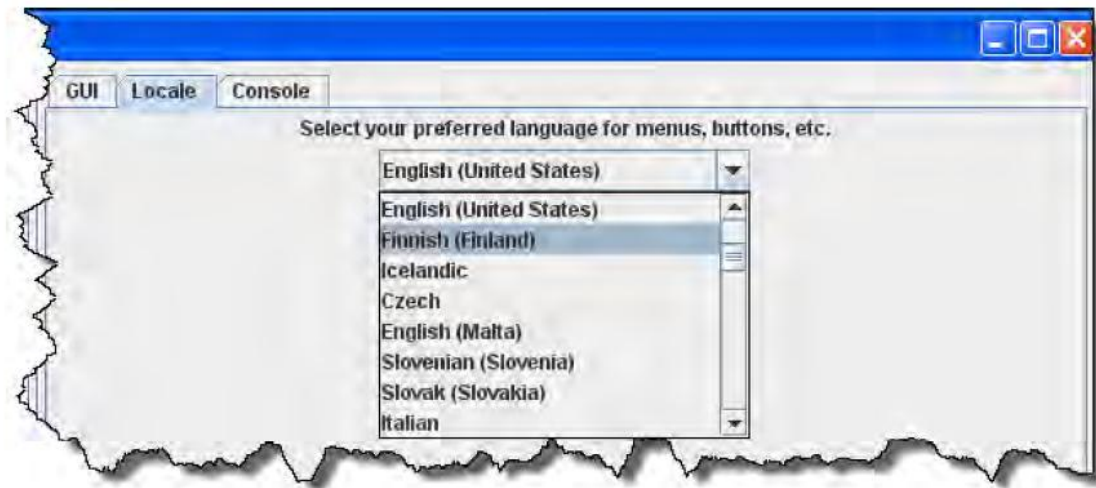 GUI Locale Console
Select your preferred language for menus, buttons, etc.
English (United States)
English (United States)
Finnish (Finland)
Icelandic
Czech
English (Malta)
Slovenian (Slovenia)
Slovak (Slovakia)
Italian